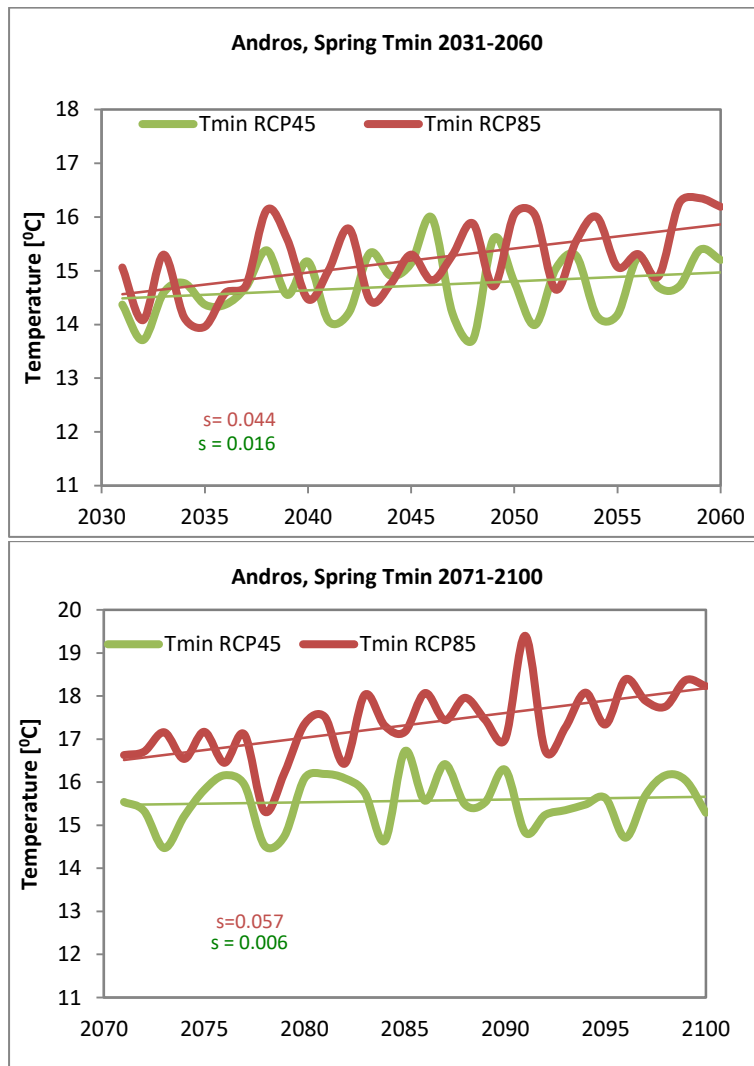 Andros, Spring Tmin 2031-2060
18
17
16
15
14
13
12
11
Temperature [⁰C]
Tmin RCP45 Tmin RCP85
s= 0.044
s = 0.016
2030 2035 2040 2045 2050 2055 2060
Andros, Spring Tmin 2071-2100
20
19
18
17
16
15
14
13
12
11
Temperature [⁰C]
Tmin RCP45 Tmin RCP85
s=0.057
s = 0.006
2070 2075 2080 2085 2090 2095 2100